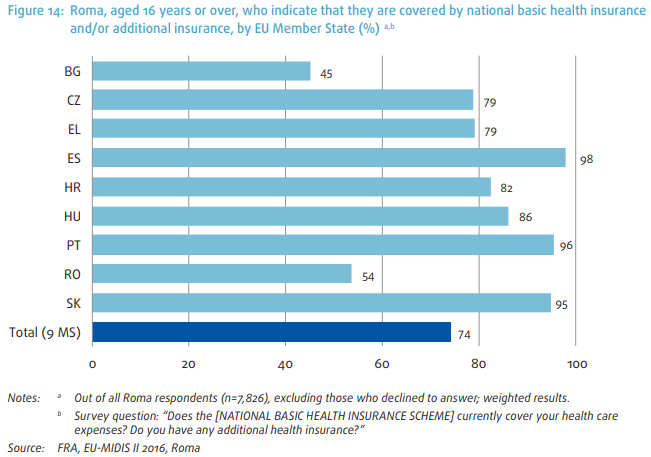 Figure 14: Roma, aged 16 years or over, who indicate that they are covered by national basic health insurance
and/or additional insurance, by EU Member State (%) a,b
BG 45
CZ 79
EL 79
ES 98
HR 82
HU 86
PT 96
RO 54
SK 95
Total (9 MS) 74
0 20 40 60 80 100
Notes: a Out of all Roma respondents (n=7,826), excluding those who declined to answer; weighted results.
b Survey question: “Does the [NATIONAL BASIC HEALTH INSURANCE SCHEME] currently cover your health care
expenses? Do you have any additional health insurance?”
Source: FRA, EU-MIDIS II 2016, Roma